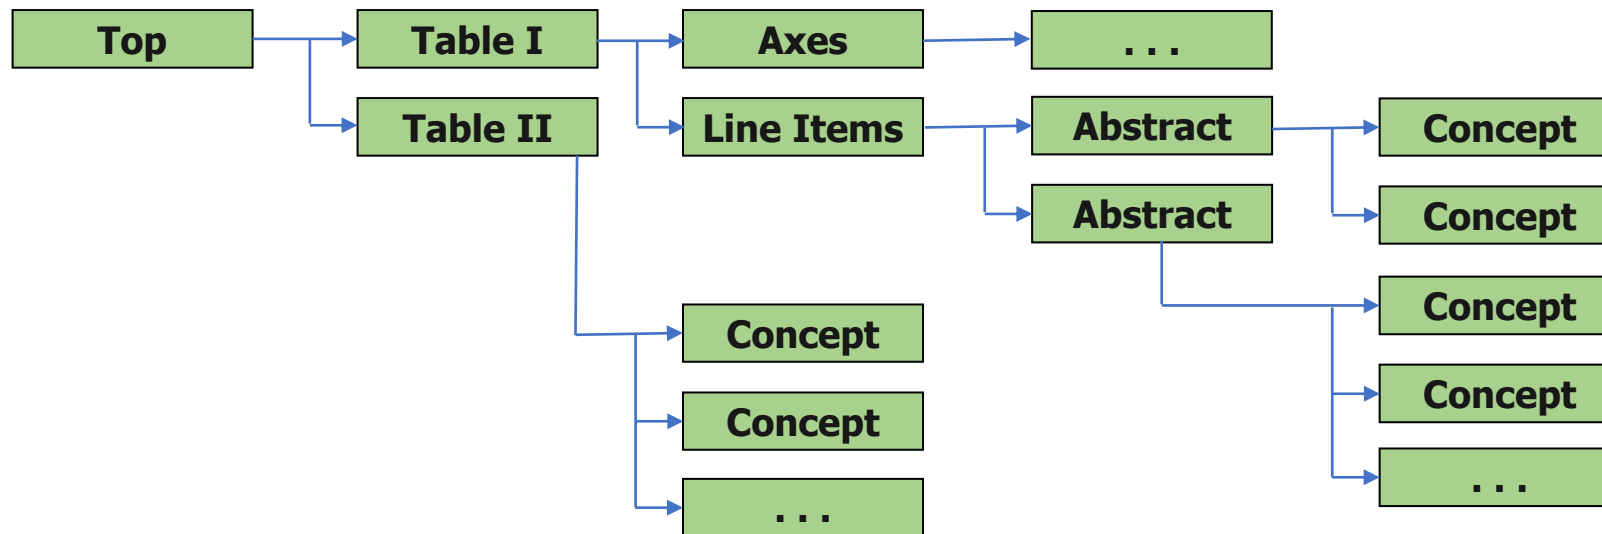 Top
Table I
Axes
. . .
Table II
Line Items
Abstract
Concept
Abstract
Concept
Concept
Concept
Concept
Concept
. . .
. . .